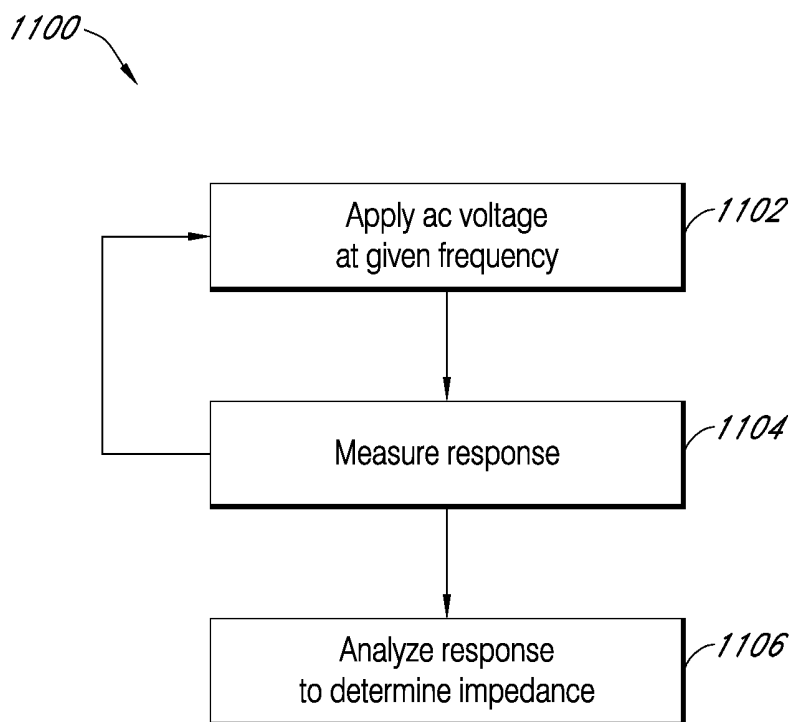 1100
Apply ac voltage
at given frequency
1102
Measure response
1104
Analyze response
to determine impedance
1106